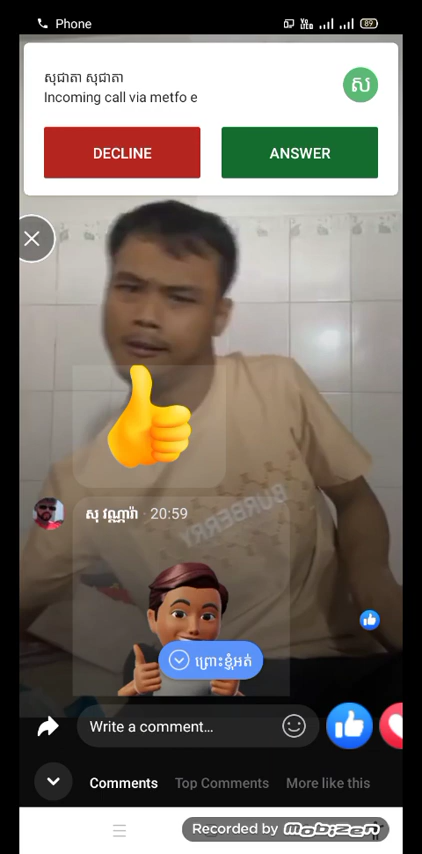 Phone
89
សុជាតា សុជាតា
Incoming call via metfo e
ស
DECLINE
ANSWER
BURBERRY
សុ វណ្ណារ៉ា · 20:59
ព្រោះខ្ញុំអត់
Write a comment...
Comments
Top Comments
More like this
Recorded by MOBIZEN